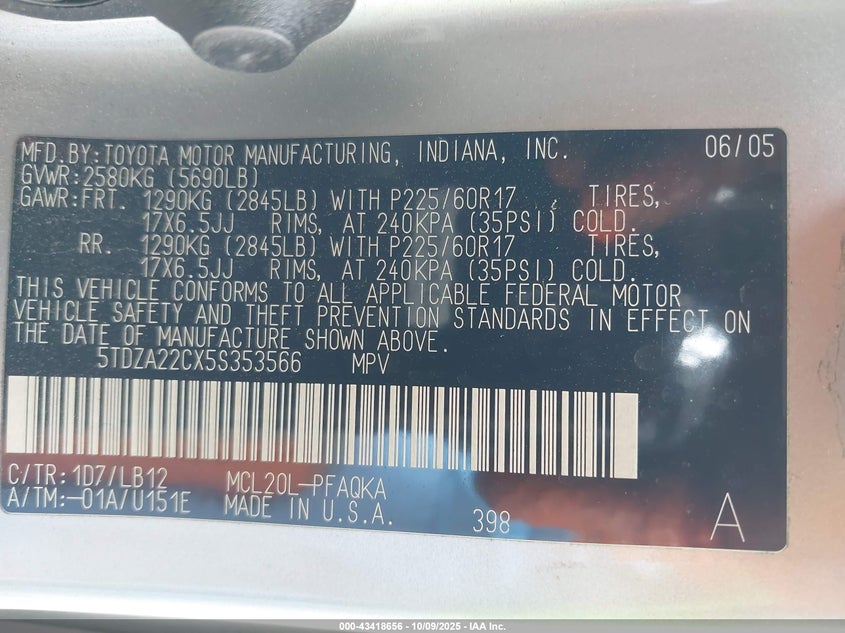 MFD.BY:TOYOTA MOTOR MANUFACTURING, INDIANA, INC. 06/05
GVWR:2580KG (5690LB)
GAWR:FRT. 1290KG (2845LB) WITH P225/60R17 , TIRES,
17X6.5JJ RIMS, AT 240KPA (35PSI) COLD.
RR. 1290KG (2845LB) WITH P225/60R17 TIRES,
17X6.5JJ RIMS, AT 240KPA (35PSI) COLD.
THIS VEHICLE CONFORMS TO ALL APPLICABLE FEDERAL MOTOR
VEHICLE SAFETY AND THEFT PREVENTION STANDARDS IN EFFECT ON
THE DATE OF MANUFACTURE SHOWN ABOVE.
5TDZA22CX5S353566 MPV
C/TR:1D7/LB12 MCL20L-PFAQKA
A/TM:-01A/U151E MADE IN U.S.A. 398 A
000-43418656 - 10/09/2025 - IAA Inc.